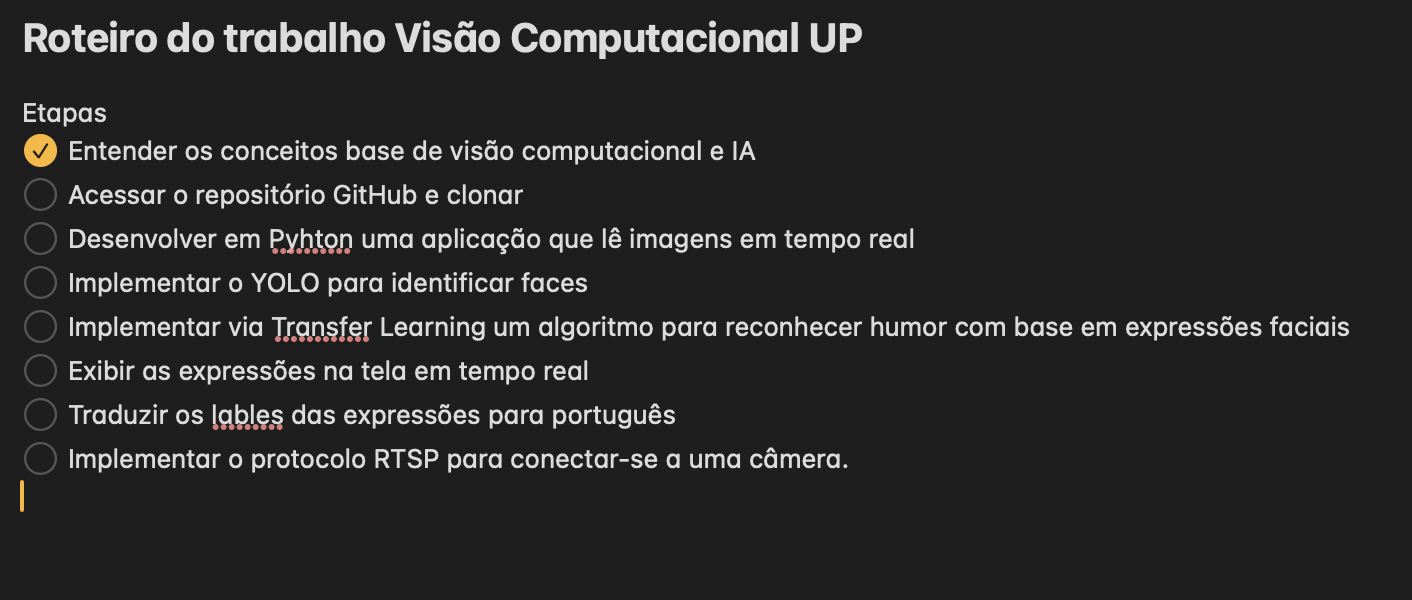 Roteiro do trabalho Visão Computacional UP
Etapas
Entender os conceitos base de visão computacional e IA
Acessar o repositório GitHub e clonar
Desenvolver em Pyhton uma aplicação que lê imagens em tempo real
Implementar o YOLO para identificar faces
Implementar via Transfer Learning um algoritmo para reconhecer humor com base em expressões faciais
Exibir as expressões na tela em tempo real
Traduzir os lables das expressões para português
Implementar o protocolo RTSP para conectar-se a uma câmera.